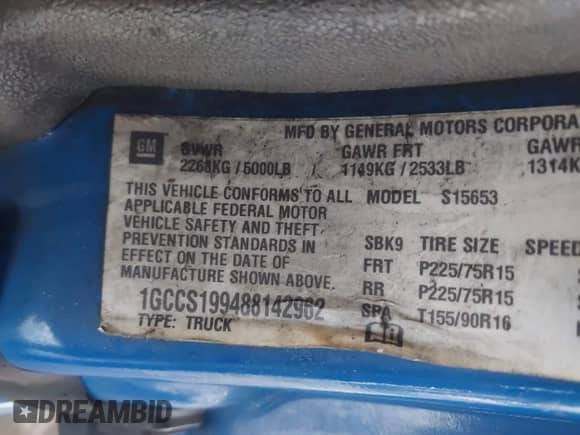 MFD BY GENERAL MOTORS CORPORA
GM GVWR GAWR FRT GAWR
2268KG / 5000LB 1149KG / 2533LB 1314K
THIS VEHICLE CONFORMS TO ALL MODEL S15653
APPLICABLE FEDERAL MOTOR
VEHICLE SAFETY AND THEFT
PREVENTION STANDARDS IN SBK9 TIRE SIZE SPEED
EFFECT ON THE DATE OF FRT P225/75R15
MANUFACTURE SHOWN ABOVE. RR P225/75R15
1GCCS199488142962 SPA T155/90R16
TYPE: TRUCK
DREAMBID